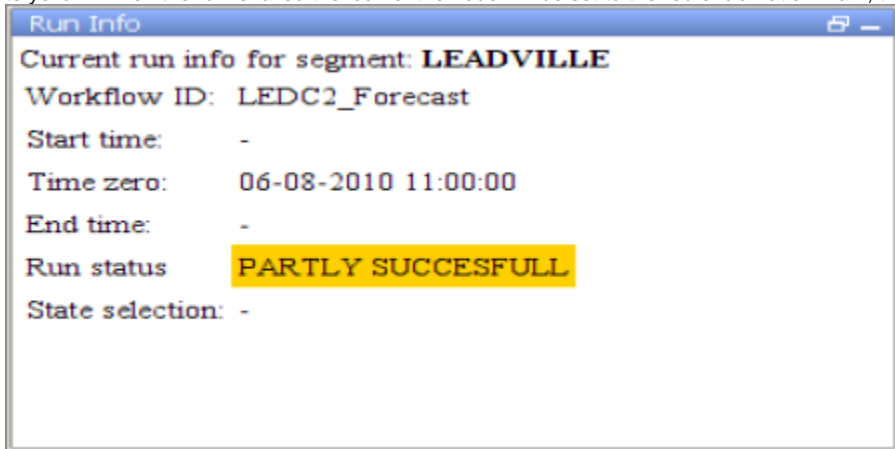 Run Info
Current run info for segment: LEADVILLE
Workflow ID: LEDC2_Forecast
Start time: -
Time zero: 06-08-2010 11:00:00
End time: -
Run status PARTLY SUCCESFULL
State selection: -